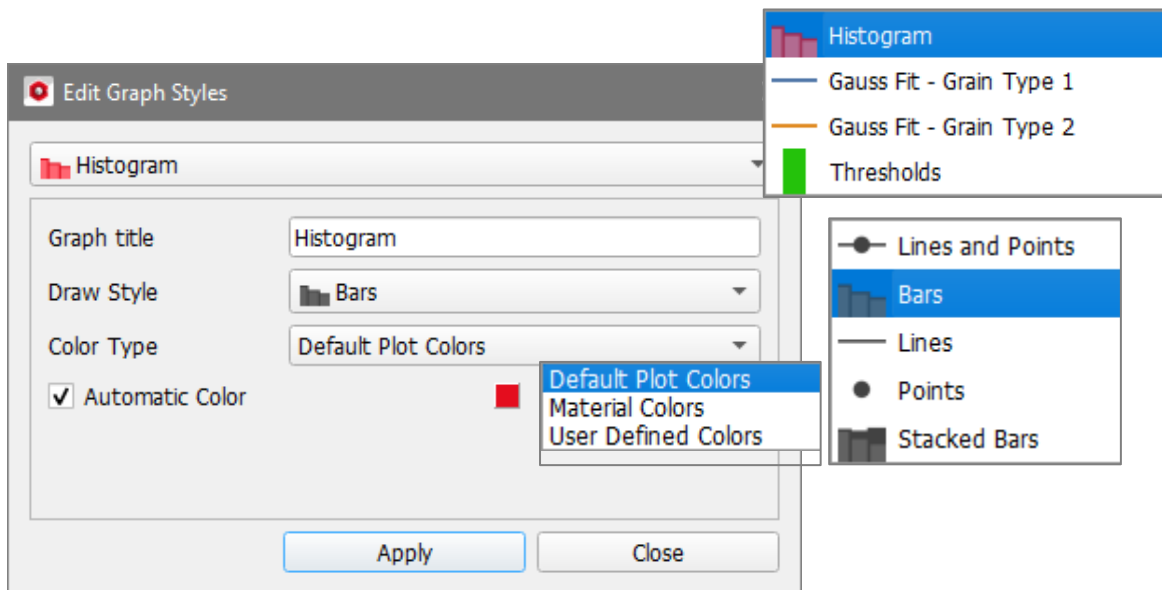 Histogram
Gauss Fit - Grain Type 1
Gauss Fit - Grain Type 2
Thresholds
Edit Graph Styles
Histogram
Graph title
Histogram
Draw Style
Bars
Color Type
Default Plot Colors
Automatic Color
Default Plot Colors
Material Colors
User Defined Colors
Lines and Points
Bars
Lines
Points
Stacked Bars
Apply
Close